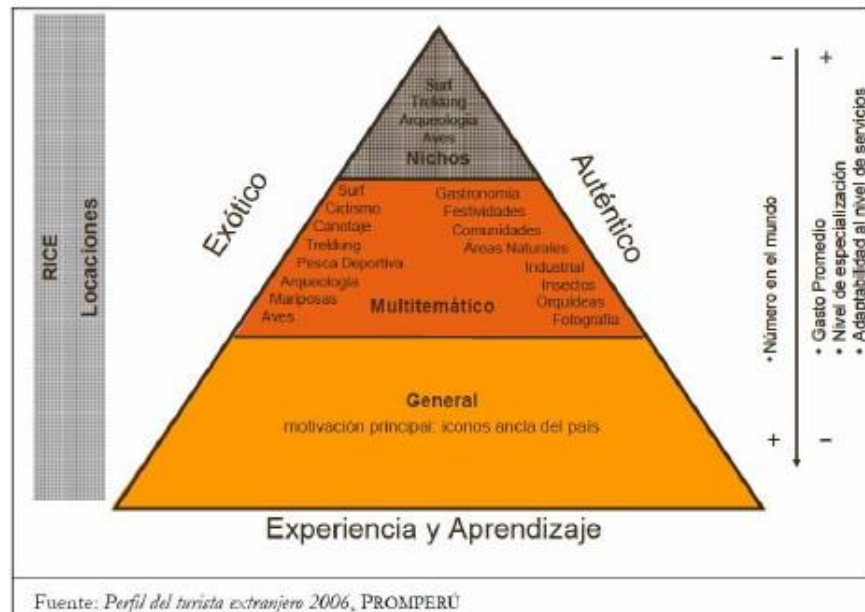 RICE
Locaciones
Exótico
Auténtico
Surf
Trekking
Arqueología
Aves
Nichos
Surf
Ciclismo
Canotaje
Trekking
Pesca Deportiva
Arqueología
Mariposas
Aves
Gastronomía
Festividades
Comunidades
Areas Naturales
Industrial
Insectos
Orquídeas
Fotografía
Multitemático
General
motivación principal: iconos ancla del país
Experiencia y Aprendizaje
− +
• Número en el mundo
• Gasto Promedio
• Nivel de especialización
• Adaptabilidad al nivel de servicios
+ −
Fuente: Perfil del turista extranjero 2006, PROMPERÚ